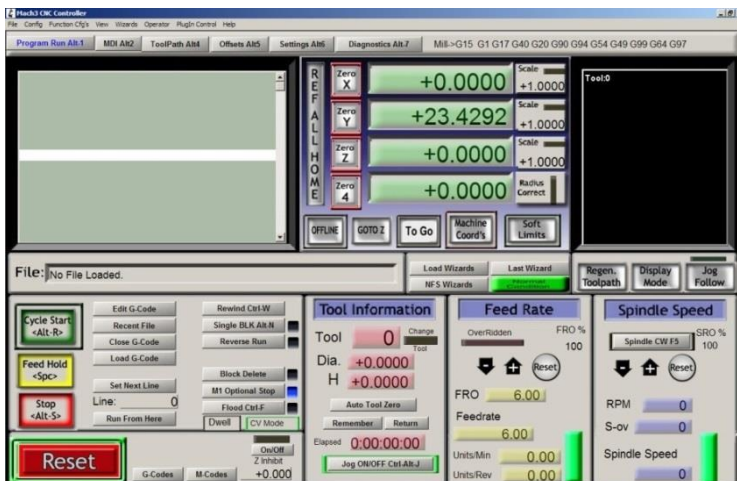 Mach3 CNC Controller
File Config Function Cfg's View Wizards Operator PlugIn Control Help
Program Run Alt-1 MDI Alt2 ToolPath Alt4 Offsets Alt5 Settings Alt6 Diagnostics Alt-7 Mill->G15 G1 G17 G40 G20 G90 G94 G54 G49 G99 G64 G97
REF ALL HOME
Zero X +0.0000 Scale +1.0000
Zero Y +23.4292 Scale +1.0000
Zero Z +0.0000 Scale +1.0000
Zero 4 +0.0000 Radius Correct
OFFLINE GOTO Z To Go Machine Coord's Soft Limits
Tool:0
File: No File Loaded.
Load Wizards Last Wizard
NFS Wizards Normal Condition
Regen. Toolpath Display Mode Jog Follow
Cycle Start <Alt-R>
Feed Hold <Spc>
Stop <Alt-S>
Edit G-Code
Recent File
Close G-Code
Load G-Code
Set Next Line
Line: 0
Run From Here
Rewind Ctrl-W
Single BLK Alt-N
Reverse Run
Block Delete
M1 Optional Stop
Flood Ctrl-F
Dwell CV Mode
Reset
G-Codes M-Codes
On/Off
Z Inhibit
+0.000
Tool Information
Tool 0 Change Tool
Dia. +0.0000
H +0.0000
Auto Tool Zero
Remember Return
Elapsed 0:00:00:00
Jog ON/OFF Ctrl-Alt-J
Feed Rate
OverRidden FRO %
100
Reset
FRO 6.00
Feedrate
6.00
Units/Min 0.00
Units/Rev 0.00
Spindle Speed
Spindle CW F5 SRO %
100
Reset
RPM 0
S-ov 0
Spindle Speed
0